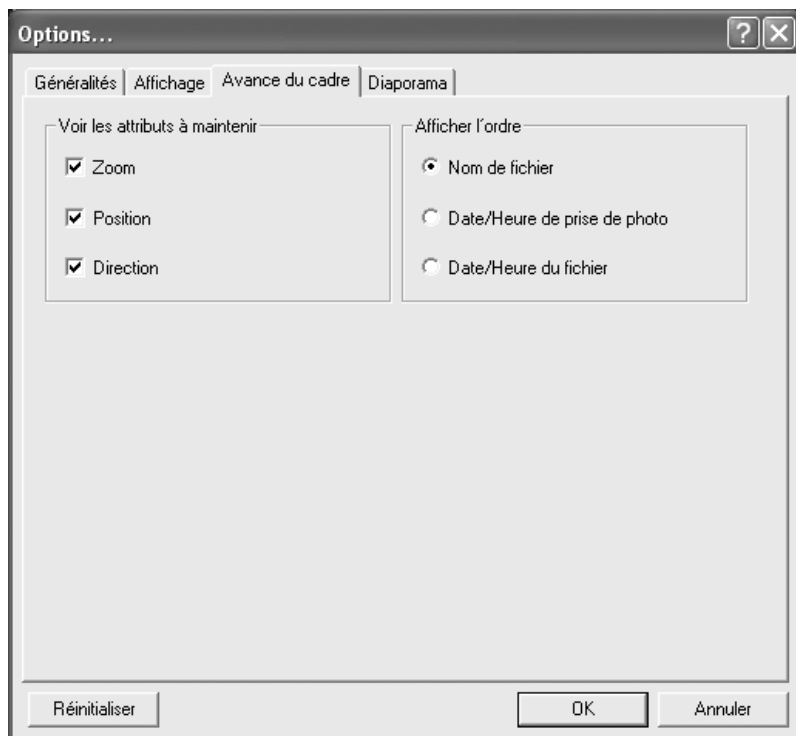 Options...
Généralités Affichage Avance du cadre Diaporama
Voir les attributs à maintenir
Zoom
Position
Direction
Afficher l'ordre
Nom de fichier
Date/Heure de prise de photo
Date/Heure du fichier
Réinitialiser OK Annuler